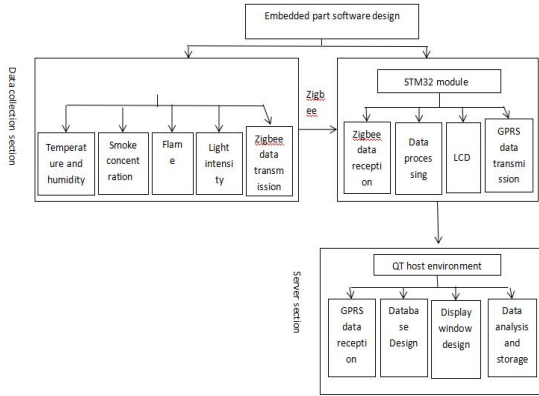 Embedded part software design
Data collection section
Temperat
ure and
humidity
Smoke
concent
ration
Flam
e
Light
intensi
ty
Zigbee
data
transm
ission
Zigb
ee
STM32 module
Zigbee
data
recepti
on
Data
proces
sing
LCD
GPRS
data
transmi
ssion
Server section
QT host environment
GPRS
data
recepti
on
Databa
se
Design
Display
window
design
Data
analysis
and
storage